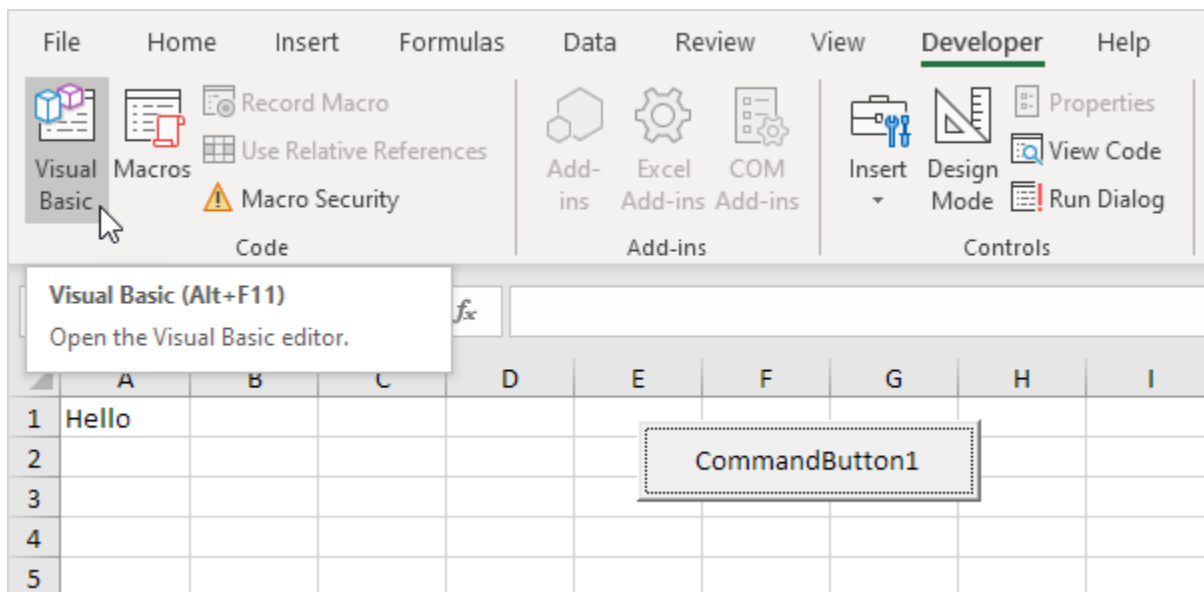 File Home Insert Formulas Data Review View Developer Help
Visual Basic
Macros
Record Macro
Use Relative References
Macro Security
Code
Add-ins
Excel Add-ins
COM Add-ins
Add-ins
Insert
Design Mode
Properties
View Code
Run Dialog
Controls
Visual Basic (Alt+F11)
Open the Visual Basic editor.
fx
A B C D E F G H I
1 Hello
CommandButton1
2
3
4
5